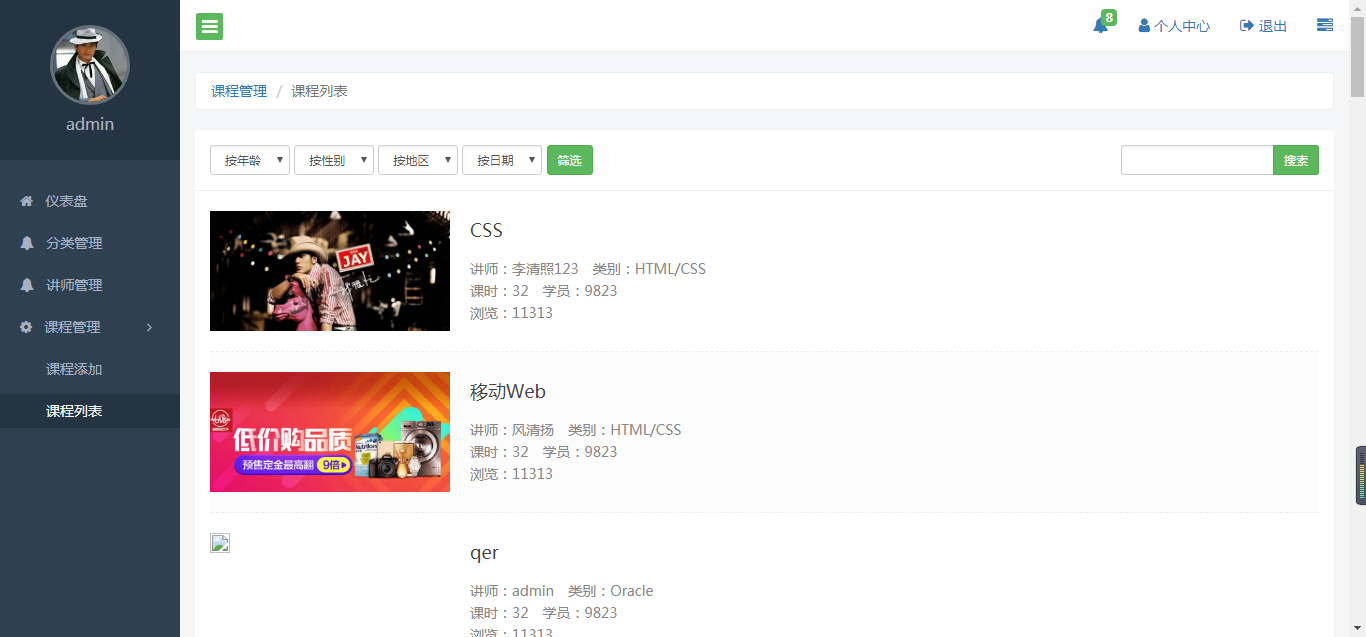 admin
仪表盘
分类管理
讲师管理
课程管理
课程添加
课程列表
8
个人中心
退出
课程管理 / 课程列表
按年龄 按性别 按地区 按日期 筛选 搜索
JAY
CSS
讲师：李清照123 类别：HTML/CSS
课时：32 学员：9823
浏览：11313
低价购品质
预售定金最高翻 9倍
移动Web
讲师：风清扬 类别：HTML/CSS
课时：32 学员：9823
浏览：11313
qer
讲师：admin 类别：Oracle
课时：32 学员：9823
浏览：11313